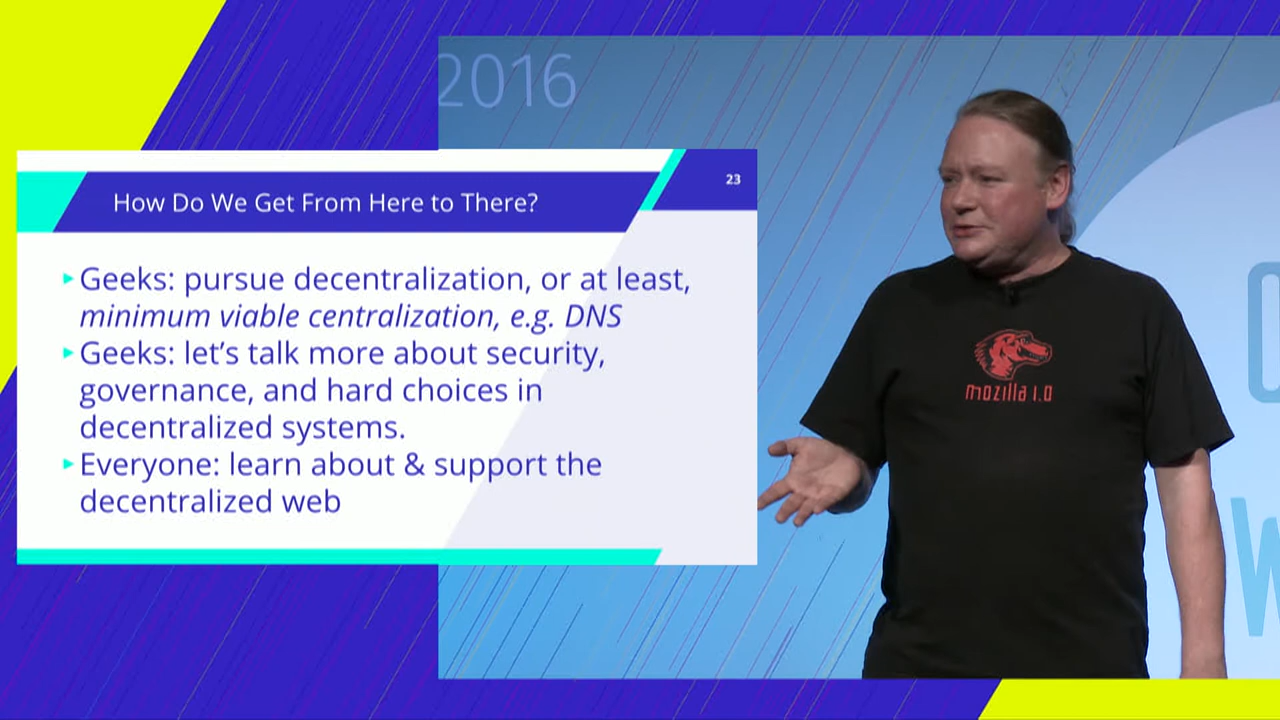 2016
23
How Do We Get From Here to There?
▸Geeks: pursue decentralization, or at least,
minimum viable centralization, e.g. DNS
▸Geeks: let's talk more about security,
governance, and hard choices in
decentralized systems.
▸Everyone: learn about & support the
decentralized web
mozilla 1.0